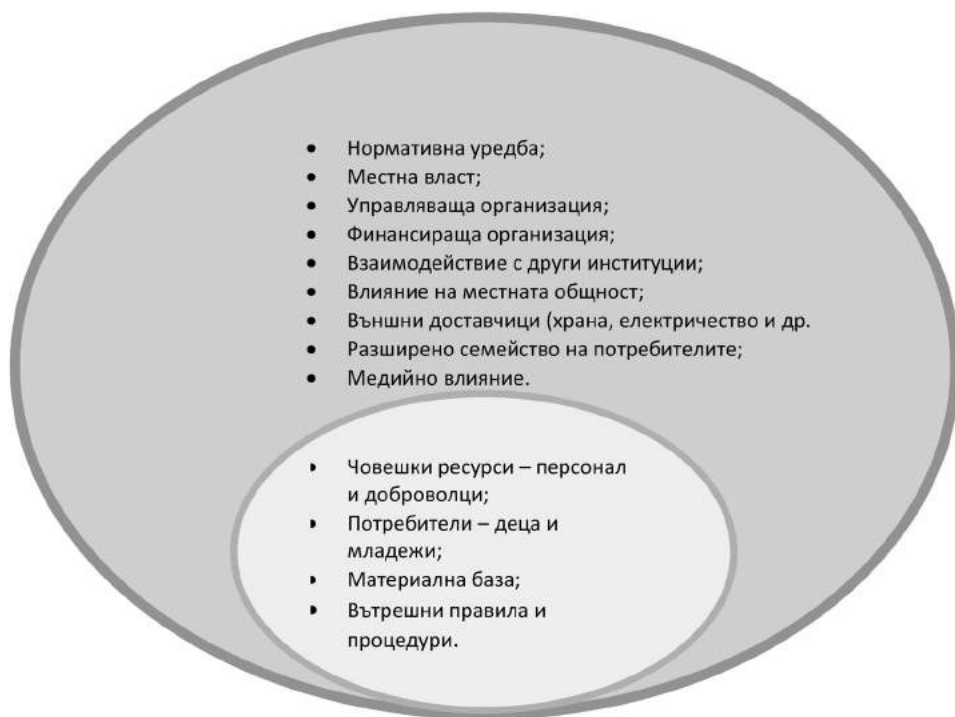 • Нормативна уредба;
• Местна власт;
• Управляваща организация;
• Финансираща организация;
• Взаимодействие с други институции;
• Влияние на местната общност;
• Външни доставчици (храна, електричество и др.
• Разширено семейство на потребителите;
• Медийно влияние.
• Човешки ресурси – персонал
и доброволци;
• Потребители – деца и
младежи;
• Материална база;
• Вътрешни правила и
процедури.